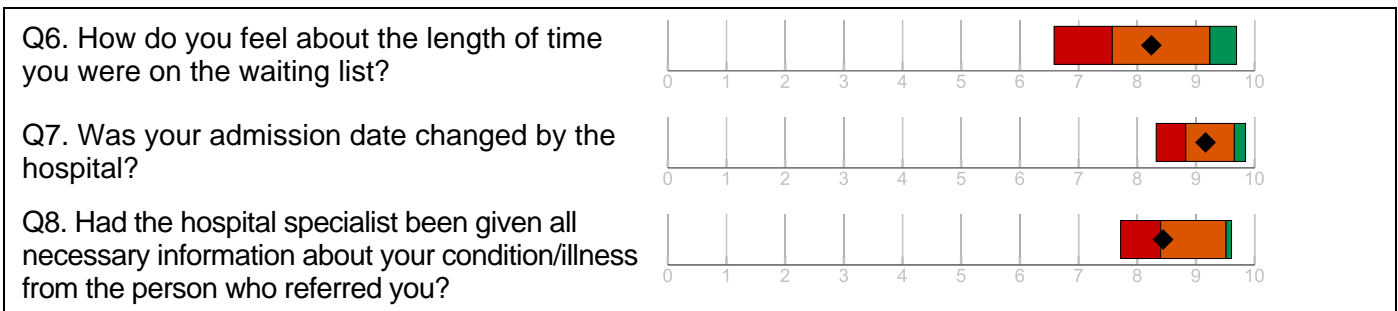 Q6. How do you feel about the length of time
you were on the waiting list?
0 1 2 3 4 5 6 7 8 9 10
Q7. Was your admission date changed by the
hospital?
0 1 2 3 4 5 6 7 8 9 10
Q8. Had the hospital specialist been given all
necessary information about your condition/illness
from the person who referred you?
0 1 2 3 4 5 6 7 8 9 10